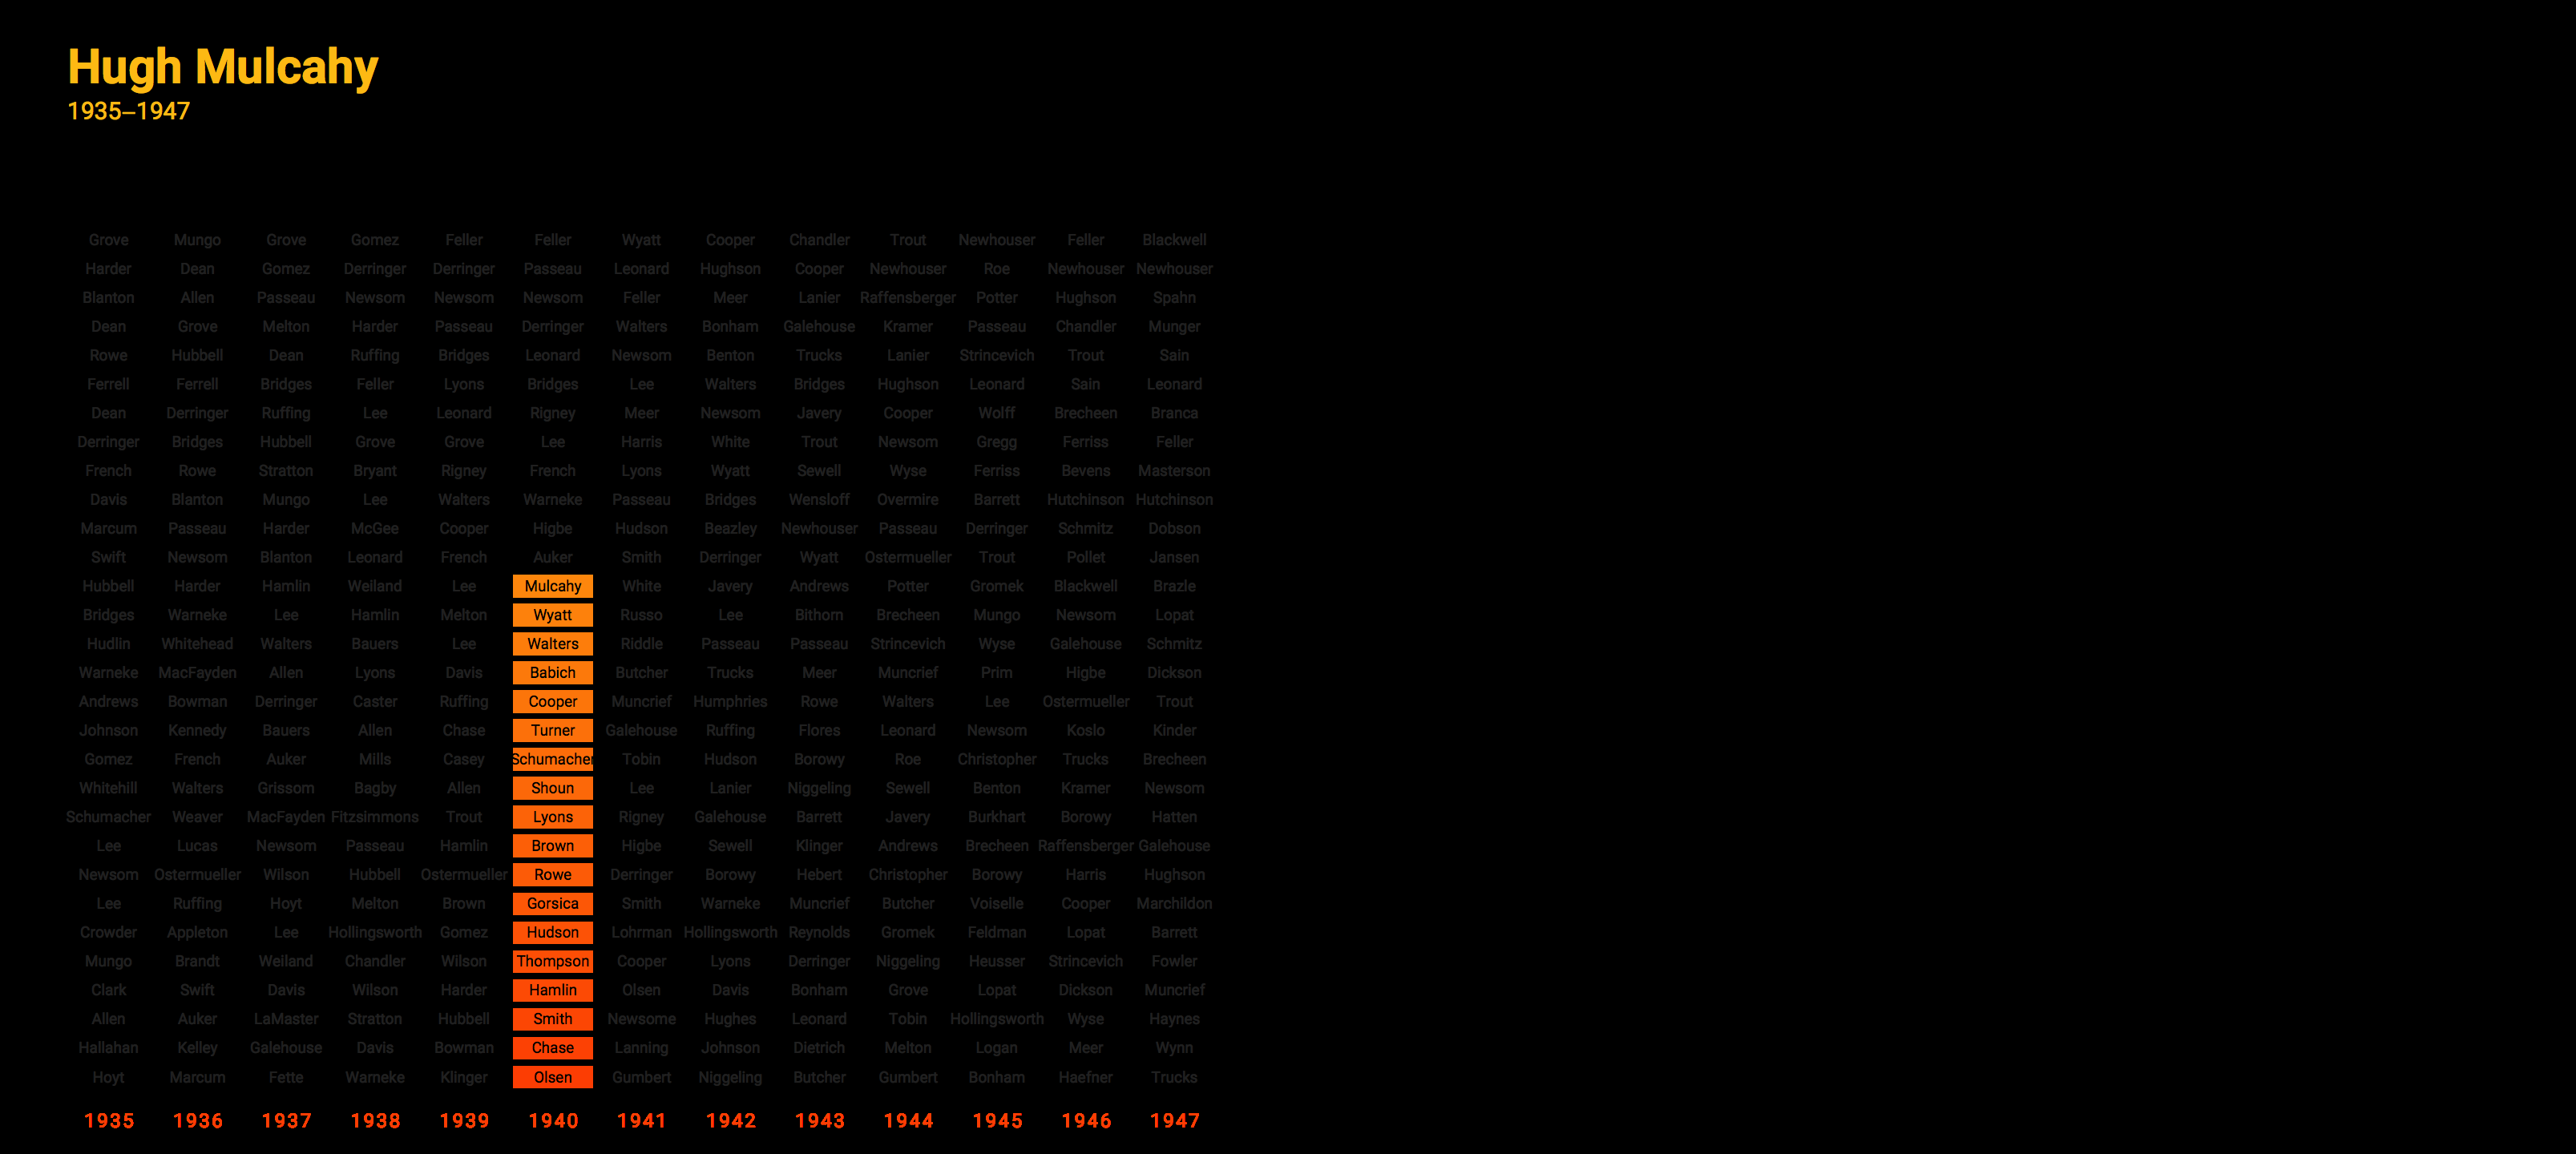 Hugh Mulcahy
1935–1947
Grove Mungo Grove Gomez Feller Feller Wyatt Cooper Chandler Trout Newhouser Feller Blackwell
Harder Dean Gomez Derringer Derringer Passeau Leonard Hughson Cooper Newhouser Roe Newhouser Newhouser
Blanton Allen Passeau Newsom Newsom Newsom Feller Meer Lanier Raffensberger Potter Hughson Spahn
Dean Grove Melton Harder Passeau Derringer Walters Bonham Galehouse Kramer Passeau Chandler Munger
Rowe Hubbell Dean Ruffing Bridges Leonard Newsom Benton Trucks Lanier Strincevich Trout Sain
Ferrell Ferrell Bridges Feller Lyons Bridges Lee Walters Bridges Hughson Leonard Sain Leonard
Dean Derringer Ruffing Lee Leonard Rigney Meer Newsom Javery Cooper Wolff Brecheen Branca
Derringer Bridges Hubbell Grove Grove Lee Harris White Trout Newsom Gregg Ferriss Feller
French Rowe Stratton Bryant Rigney French Lyons Wyatt Sewell Wyse Ferriss Bevens Masterson
Davis Blanton Mungo Lee Walters Warneke Passeau Bridges Wensloff Overmire Barrett Hutchinson Hutchinson
Marcum Passeau Harder McGee Cooper Higbe Hudson Beazley Newhouser Passeau Derringer Schmitz Dobson
Swift Newsom Blanton Leonard French Auker Smith Derringer Wyatt Ostermueller Trout Pollet Jansen
Hubbell Harder Hamlin Weiland Lee Mulcahy White Javery Andrews Potter Gromek Blackwell Brazle
Bridges Warneke Lee Hamlin Melton Wyatt Russo Lee Bithorn Brecheen Mungo Newsom Lopat
Hudlin Whitehead Walters Bauers Lee Walters Riddle Passeau Passeau Strincevich Wyse Galehouse Schmitz
Warneke MacFayden Allen Lyons Davis Babich Butcher Trucks Meer Muncrief Prim Higbe Dickson
Andrews Bowman Derringer Caster Ruffing Cooper Muncrief Humphries Rowe Walters Lee Ostermueller Trout
Johnson Kennedy Bauers Allen Chase Turner Galehouse Ruffing Flores Leonard Newsom Koslo Kinder
Gomez French Auker Mills Casey Schumacher Tobin Hudson Borowy Roe Christopher Trucks Brecheen
Whitehill Walters Grissom Bagby Allen Shoun Lee Lanier Niggeling Sewell Benton Kramer Newsom
Schumacher Weaver MacFayden Fitzsimmons Trout Lyons Rigney Galehouse Barrett Javery Burkhart Borowy Hatten
Lee Lucas Newsom Passeau Hamlin Brown Higbe Sewell Klinger Andrews Brecheen Raffensberger Galehouse
Newsom Ostermueller Wilson Hubbell Ostermueller Rowe Derringer Borowy Hebert Christopher Borowy Harris Hughson
Lee Ruffing Hoyt Melton Brown Gorsica Smith Warneke Muncrief Butcher Voiselle Cooper Marchildon
Crowder Appleton Lee Hollingsworth Gomez Hudson Lohrman Hollingsworth Reynolds Gromek Feldman Lopat Barrett
Mungo Brandt Weiland Chandler Wilson Thompson Cooper Lyons Derringer Niggeling Heusser Strincevich Fowler
Clark Swift Davis Wilson Harder Hamlin Olsen Davis Bonham Grove Lopat Dickson Muncrief
Allen Auker LaMaster Stratton Hubbell Smith Newsome Hughes Leonard Tobin Hollingsworth Wyse Haynes
Hallahan Kelley Galehouse Davis Bowman Chase Lanning Johnson Dietrich Melton Logan Meer Wynn
Hoyt Marcum Fette Warneke Klinger Olsen Gumbert Niggeling Butcher Gumbert Bonham Haefner Trucks
1935 1936 1937 1938 1939 1940 1941 1942 1943 1944 1945 1946 1947